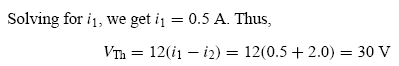 Solving for i₁, we get i₁ = 0.5 A. Thus,
V_Th = 12(i₁ − i₂) = 12(0.5 + 2.0) = 30 V